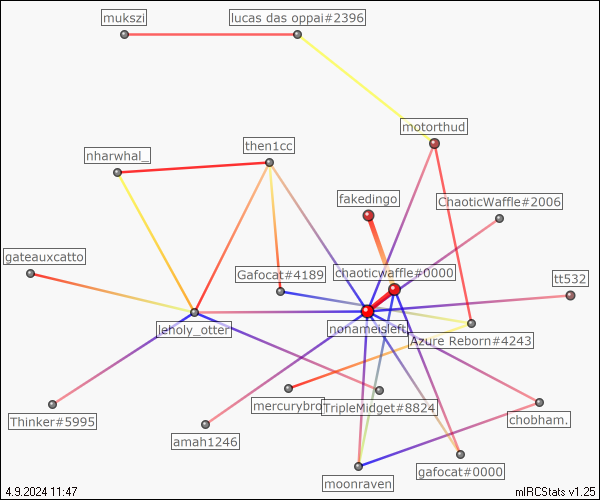 mukszi
lucas das oppai#2396
motorthud
then1cc
nharwhal_
fakedingo
ChaoticWaffle#2006
gateauxcatto
Gafocat#4189
chaoticwaffle#0000
tt532
leholy_otter
nonameisleft
Azure Reborn#4243
mercurybro
TripleMidget#8824
Thinker#5995
amah1246
chobham.
moonraven
gafocat#0000
4.9.2024 11:47
mIRCStats v1.25